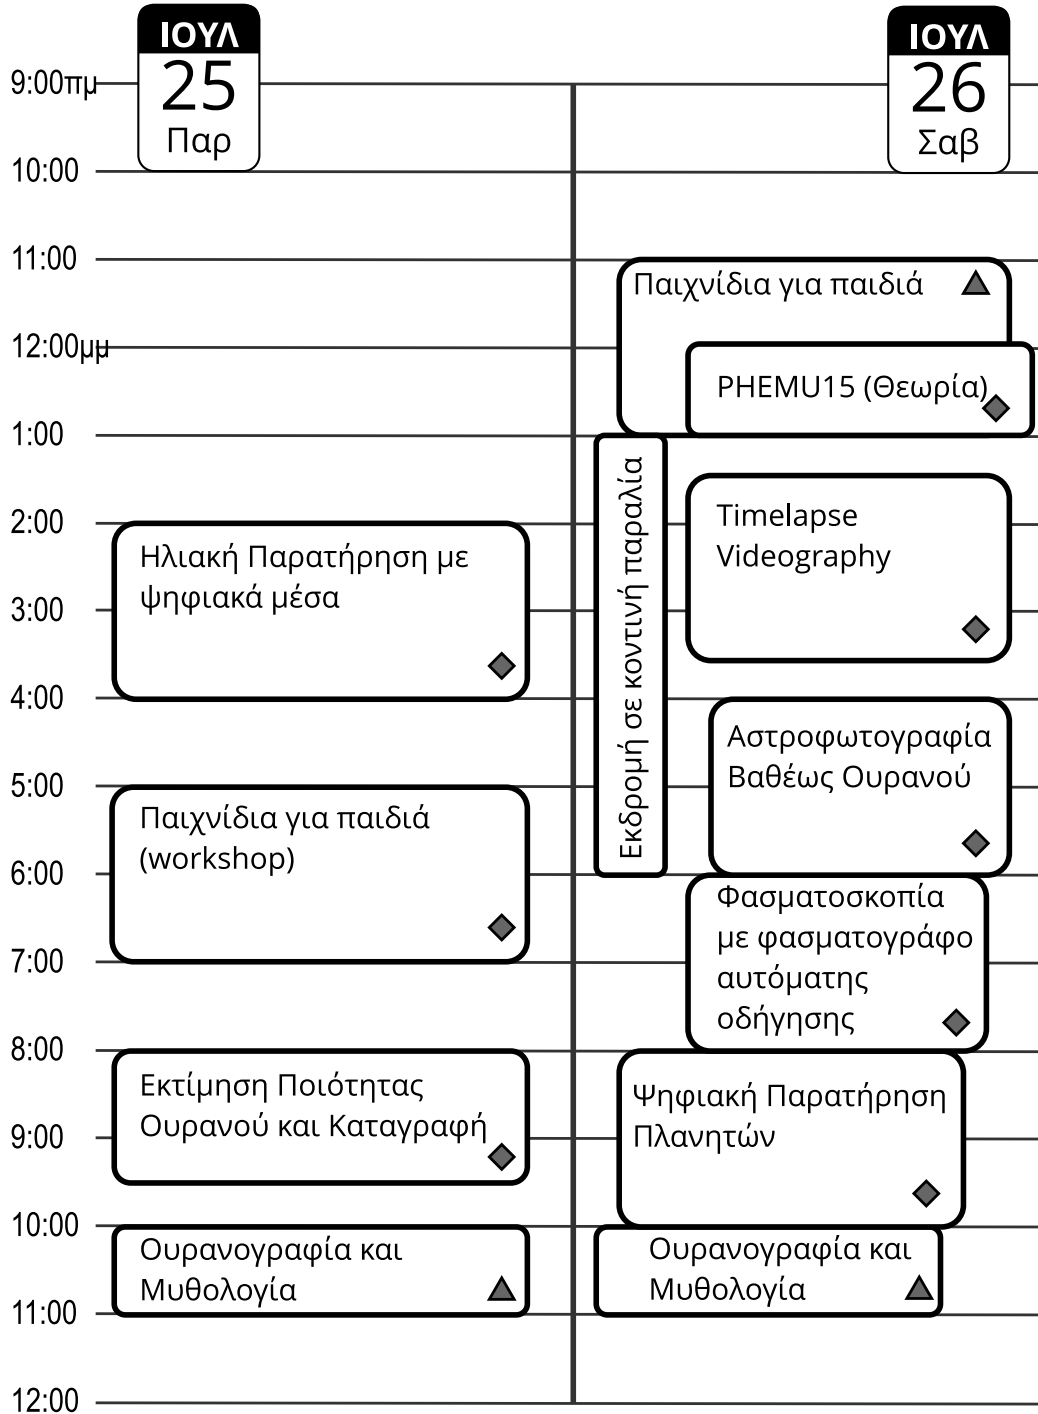 ΙΟΥΛ
25
Παρ
ΙΟΥΛ
26
Σαβ
9:00πμ
10:00
11:00
12:00μμ
1:00
2:00
3:00
4:00
5:00
6:00
7:00
8:00
9:00
10:00
11:00
12:00
Ηλιακή Παρατήρηση με
ψηφιακά μέσα
Παιχνίδια για παιδιά
(workshop)
Εκτίμηση Ποιότητας
Ουρανού και Καταγραφή
Ουρανογραφία και
Μυθολογία
Παιχνίδια για παιδιά
PHEMU15 (Θεωρία)
Εκδρομή σε κοντινή παραλία
Timelapse
Videography
Αστροφωτογραφία
Βαθέως Ουρανού
Φασματοσκοπία
με φασματογράφο
αυτόματης
οδήγησης
Ψηφιακή Παρατήρηση
Πλανητών
Ουρανογραφία και
Μυθολογία